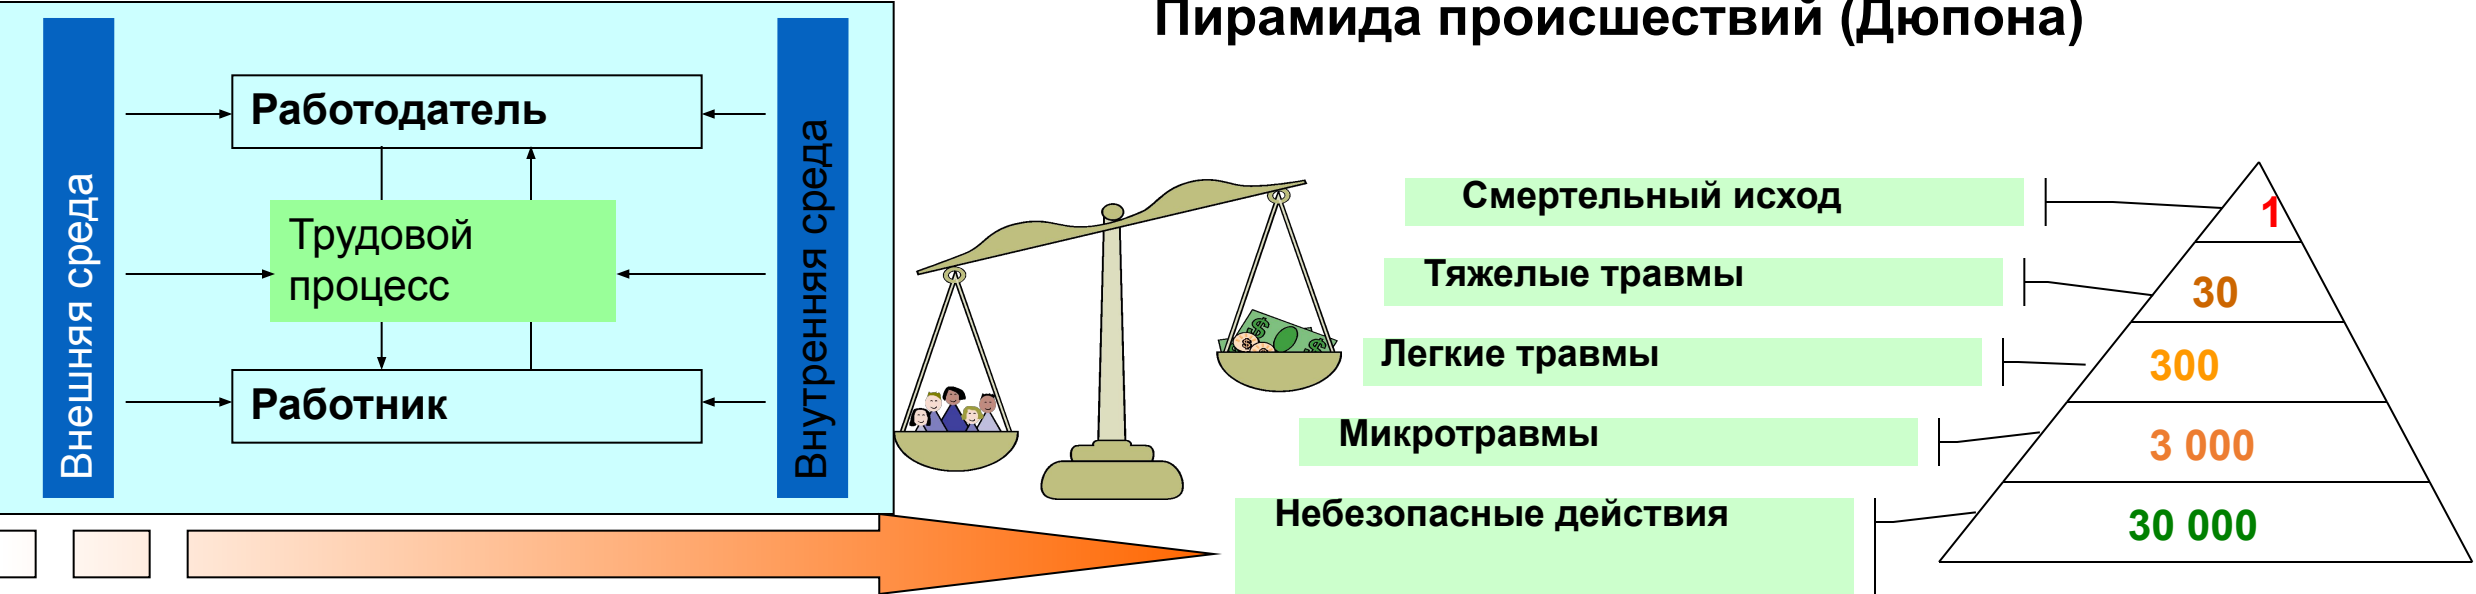 Пирамида происшествий (Дюпона)
Внешняя среда
Работодатель
Трудовой
процесс
Работник
Внутренняя среда
Смертельный исход
1
Тяжелые травмы
30
Легкие травмы
300
Микротравмы
3 000
Небезопасные действия
30 000